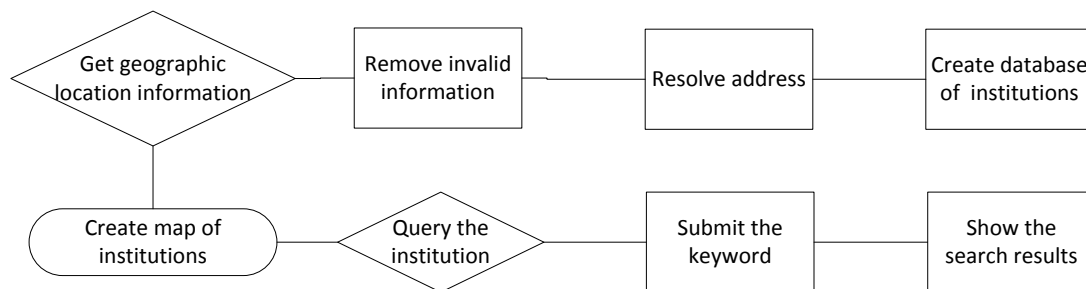 Get geographic
location information
Remove invalid
information
Resolve address
Create database
of institutions
Create map of
institutions
Query the
institution
Submit the
keyword
Show the
search results